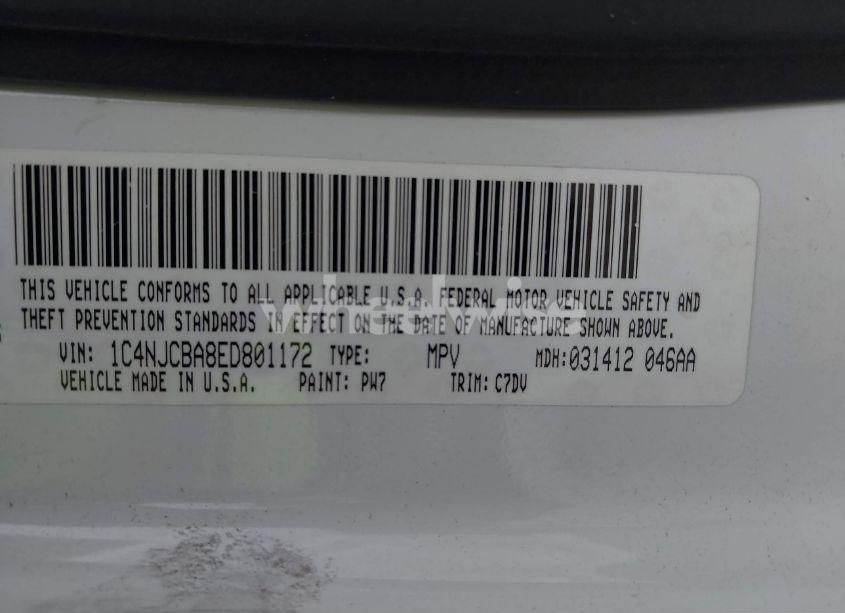 THIS VEHICLE CONFORMS TO ALL APPLICABLE U.S.A. FEDERAL MOTOR VEHICLE SAFETY AND
THEFT PREVENTION STANDARDS IN EFFECT ON THE DATE OF MANUFACTURE SHOWN ABOVE.
VIN: 1C4NJCBA8ED801172 TYPE: MPV MDH:031412 046AA
VEHICLE MADE IN U.S.A. PAINT: PW7 TRIM: C7DV
wheelwise